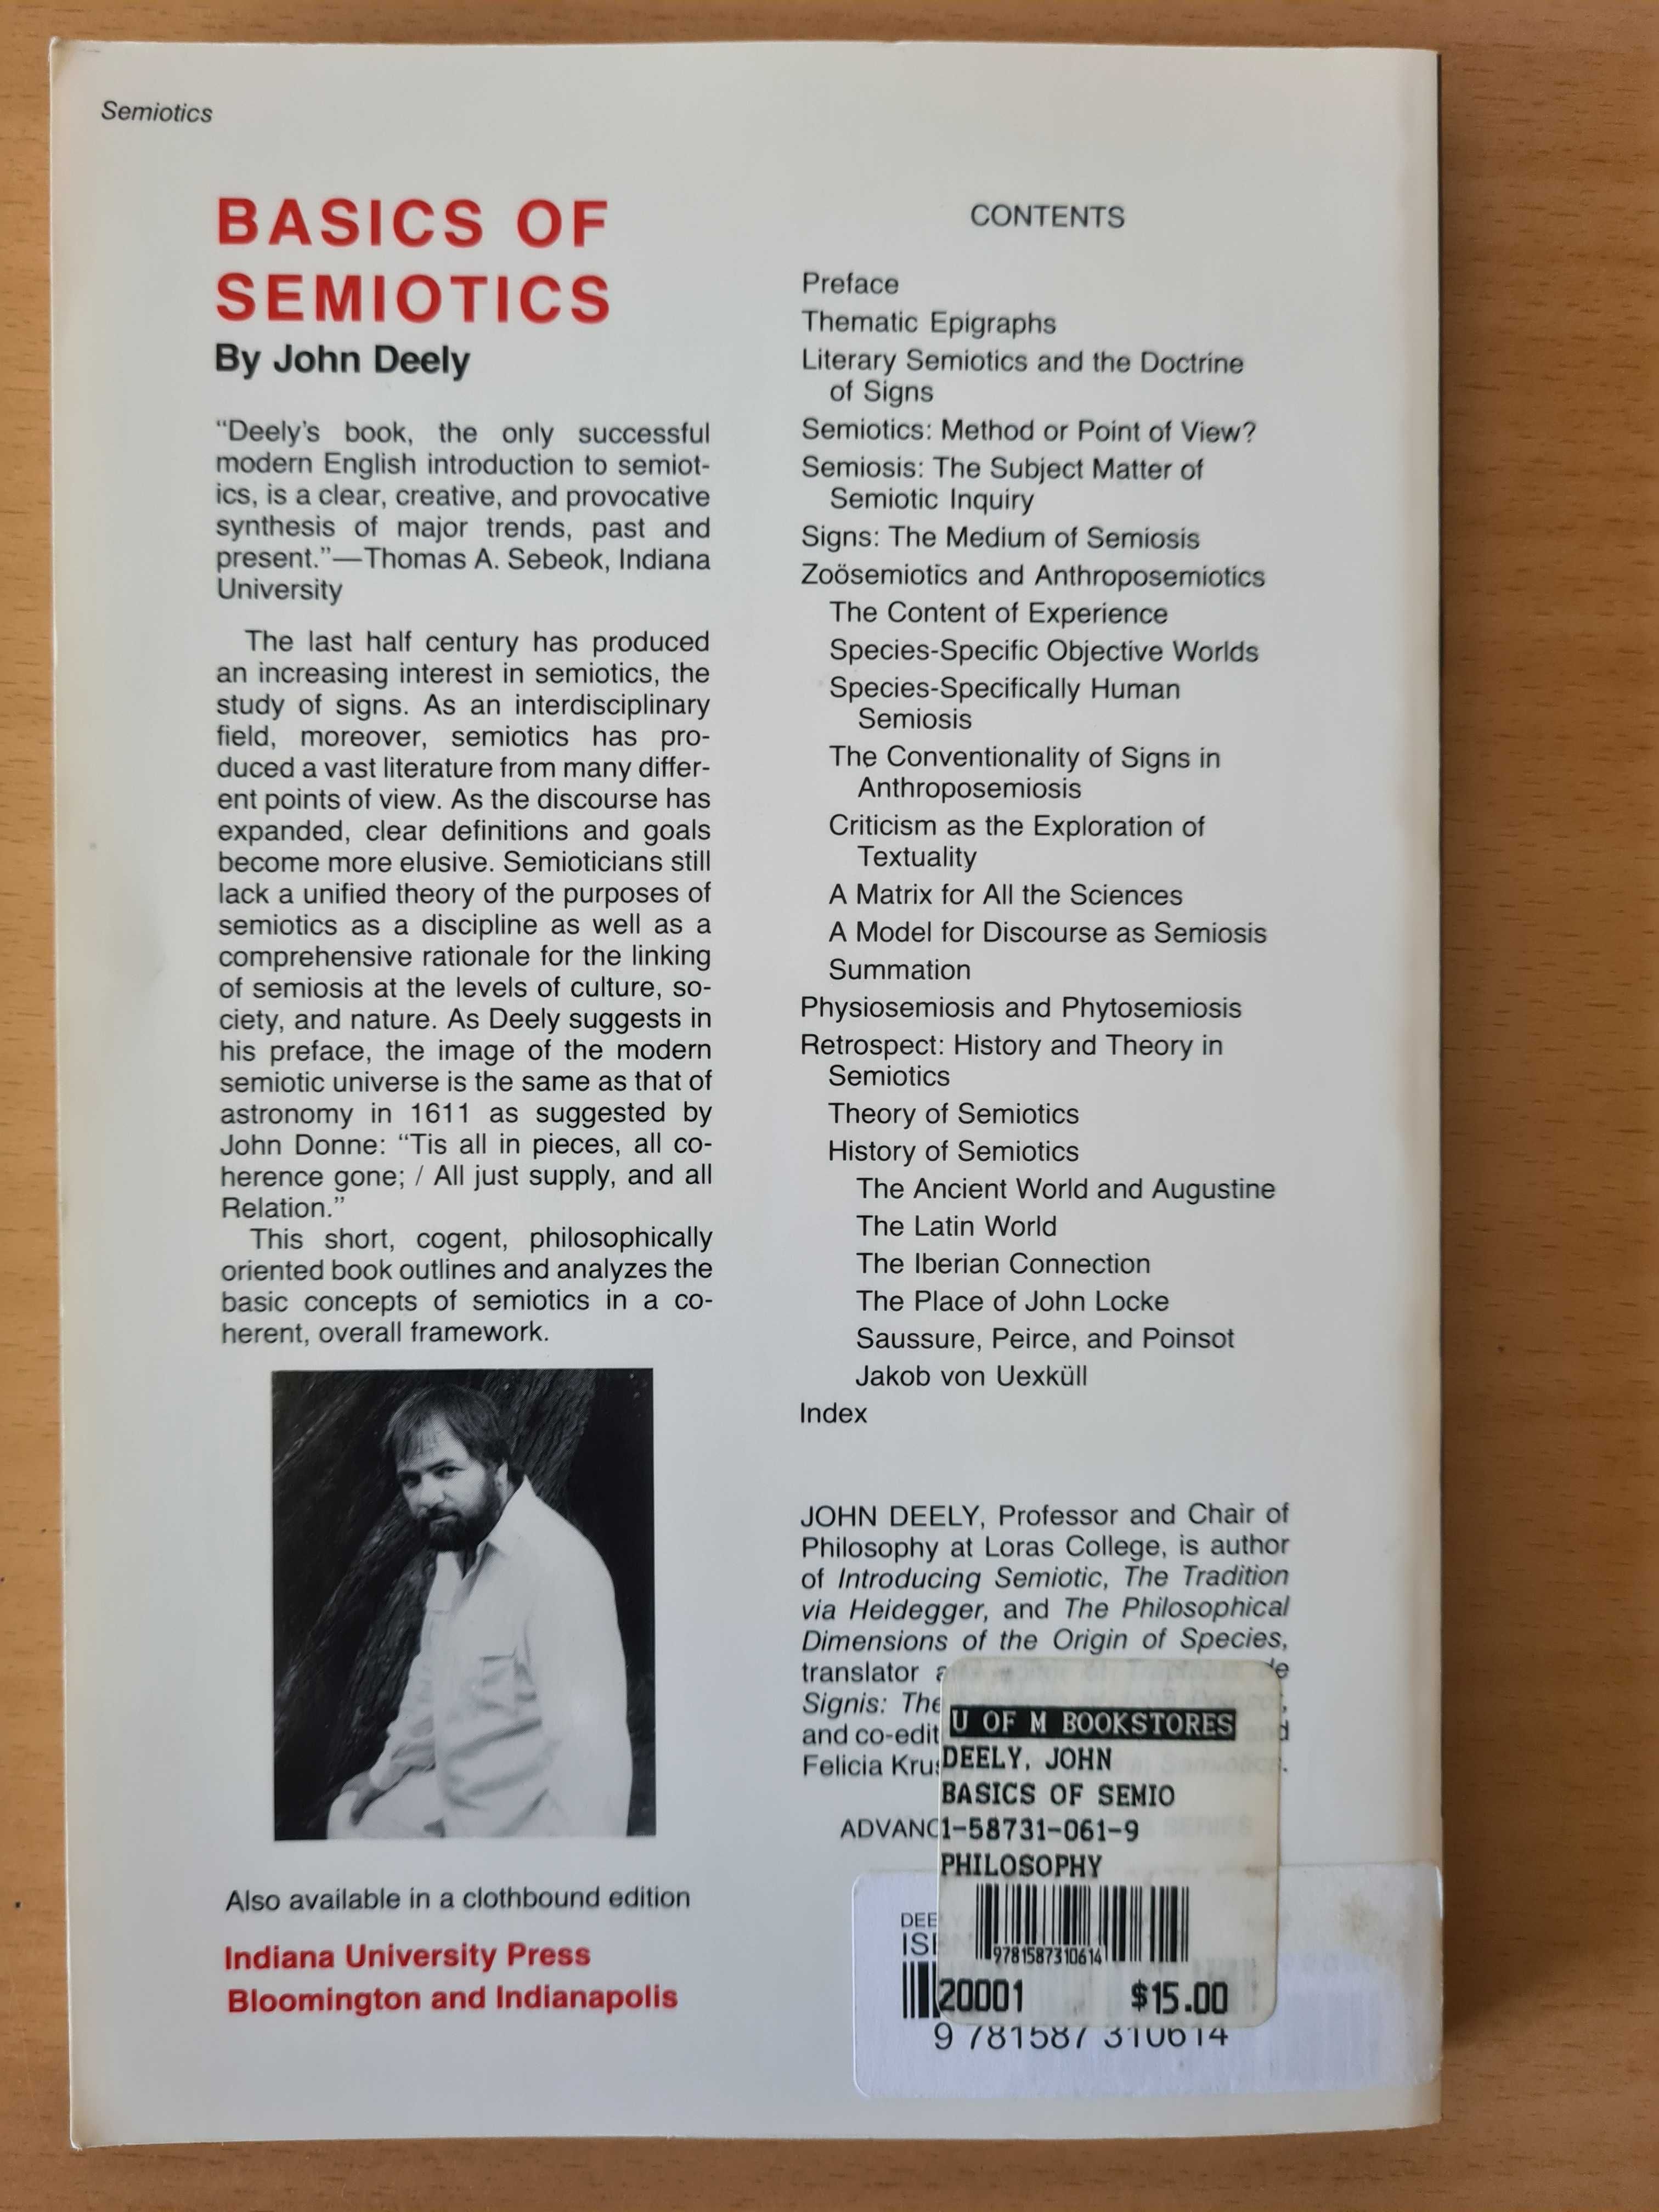 Semiotics
BASICS OF
SEMIOTICS
By John Deely
“Deely’s book, the only successful
modern English introduction to semiot-
ics, is a clear, creative, and provocative
synthesis of major trends, past and
present.”—Thomas A. Sebeok, Indiana
University
The last half century has produced
an increasing interest in semiotics, the
study of signs. As an interdisciplinary
field, moreover, semiotics has pro-
duced a vast literature from many differ-
ent points of view. As the discourse has
expanded, clear definitions and goals
become more elusive. Semioticians still
lack a unified theory of the purposes of
semiotics as a discipline as well as a
comprehensive rationale for the linking
of semiosis at the levels of culture, so-
ciety, and nature. As Deely suggests in
his preface, the image of the modern
semiotic universe is the same as that of
astronomy in 1611 as suggested by
John Donne: “Tis all in pieces, all co-
herence gone; / All just supply, and all
Relation.”
This short, cogent, philosophically
oriented book outlines and analyzes the
basic concepts of semiotics in a co-
herent, overall framework.
Also available in a clothbound edition
Indiana University Press
Bloomington and Indianapolis
CONTENTS
Preface
Thematic Epigraphs
Literary Semiotics and the Doctrine
of Signs
Semiotics: Method or Point of View?
Semiosis: The Subject Matter of
Semiotic Inquiry
Signs: The Medium of Semiosis
Zoösemiotics and Anthroposemiotics
The Content of Experience
Species-Specific Objective Worlds
Species-Specifically Human
Semiosis
The Conventionality of Signs in
Anthroposemiosis
Criticism as the Exploration of
Textuality
A Matrix for All the Sciences
A Model for Discourse as Semiosis
Summation
Physiosemiosis and Phytosemiosis
Retrospect: History and Theory in
Semiotics
Theory of Semiotics
History of Semiotics
The Ancient World and Augustine
The Latin World
The Iberian Connection
The Place of John Locke
Saussure, Peirce, and Poinsot
Jakob von Uexküll
Index
JOHN DEELY, Professor and Chair of
Philosophy at Loras College, is author
of Introducing Semiotic, The Tradition
via Heidegger, and The Philosophical
Dimensions of the Origin of Species,
translator
Signis: The
and co-edit
Felicia
U OF M BOOKSTORES
DEELY, JOHN
BASICS OF SEMIO
1-58731-061-9
PHILOSOPHY
9781587310614
20001 $15.00
9 781587 310614